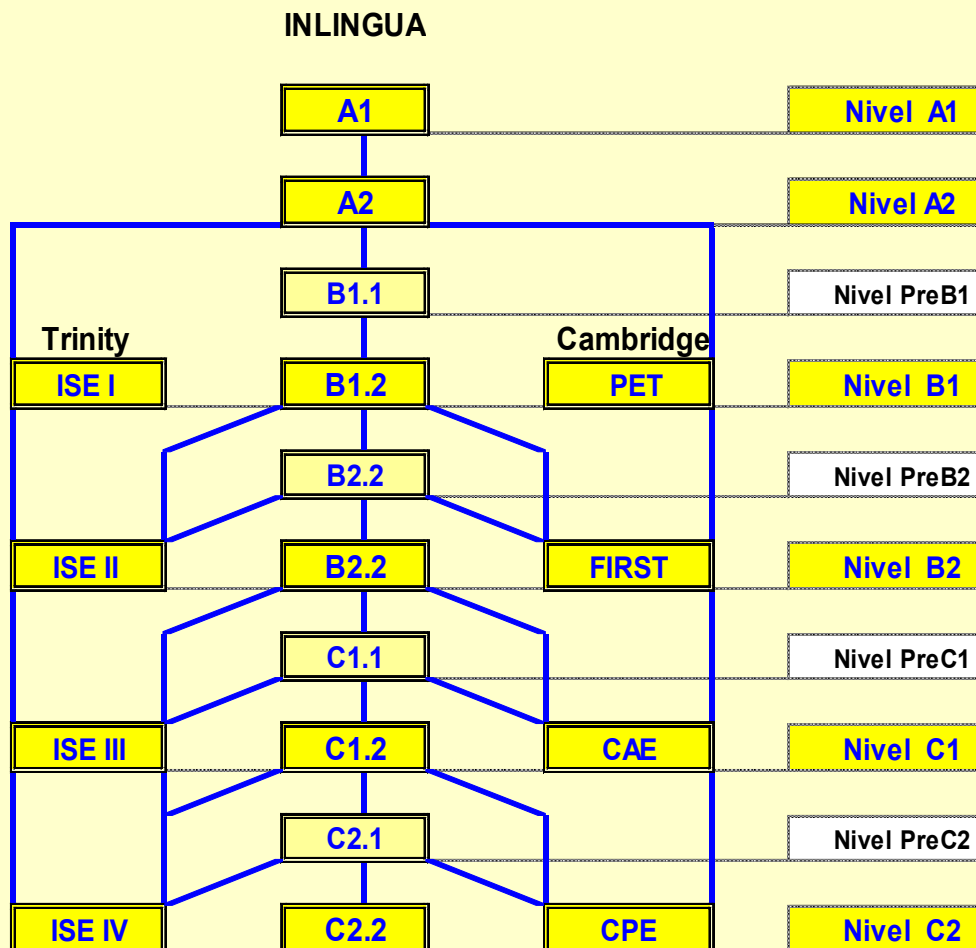 INLINGUA
A1 Nivel A1
A2 Nivel A2
B1.1 Nivel PreB1
Trinity Cambridge
ISE I B1.2 PET Nivel B1
B2.2 Nivel PreB2
ISE II B2.2 FIRST Nivel B2
C1.1 Nivel PreC1
ISE III C1.2 CAE Nivel C1
C2.1 Nivel PreC2
ISE IV C2.2 CPE Nivel C2